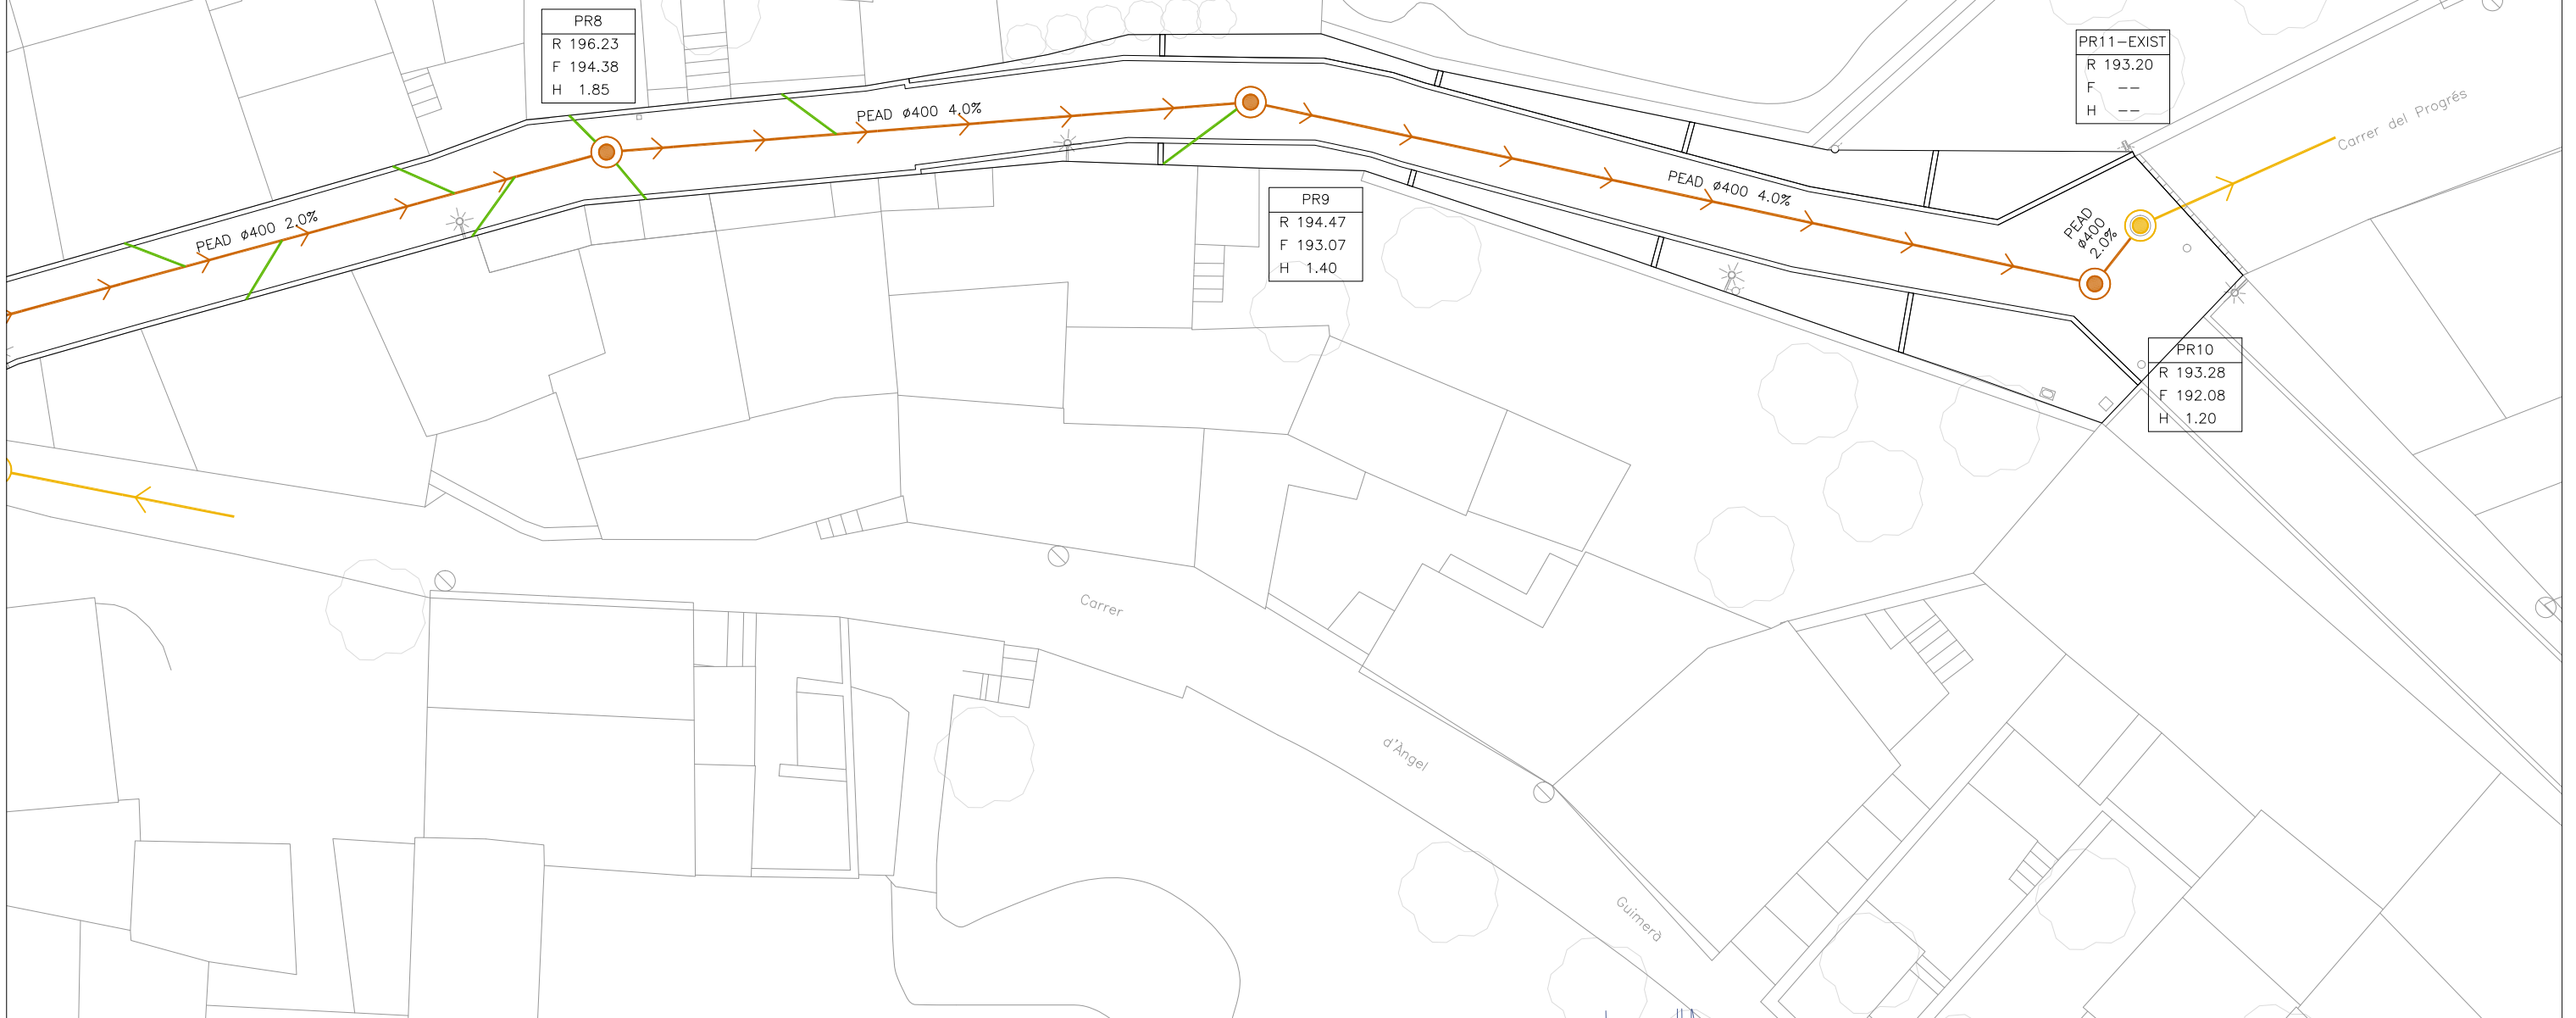 PR8
R 196.23
F 194.38
H 1.85
PEAD ø400 2.0%
PEAD ø400 4.0%
PR9
R 194.47
F 193.07
H 1.40
PEAD ø400 4.0%
PR11-EXIST
R 193.20
F --
H --
Carrer del Progrés
PEAD
ø400
2.0%
PR10
R 193.28
F 192.08
H 1.20
Carrer
d'Àngel
Guimerà